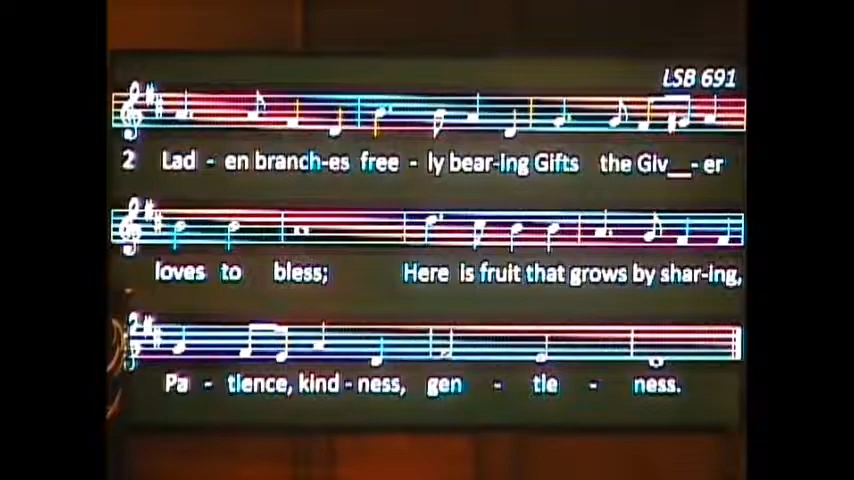 LSB 691
2 Lad - en branch-es free - ly bear-ing Gifts the Giv__- er
loves to bless; Here is fruit that grows by shar-ing,
Pa - tience, kind - ness, gen - tle - ness.